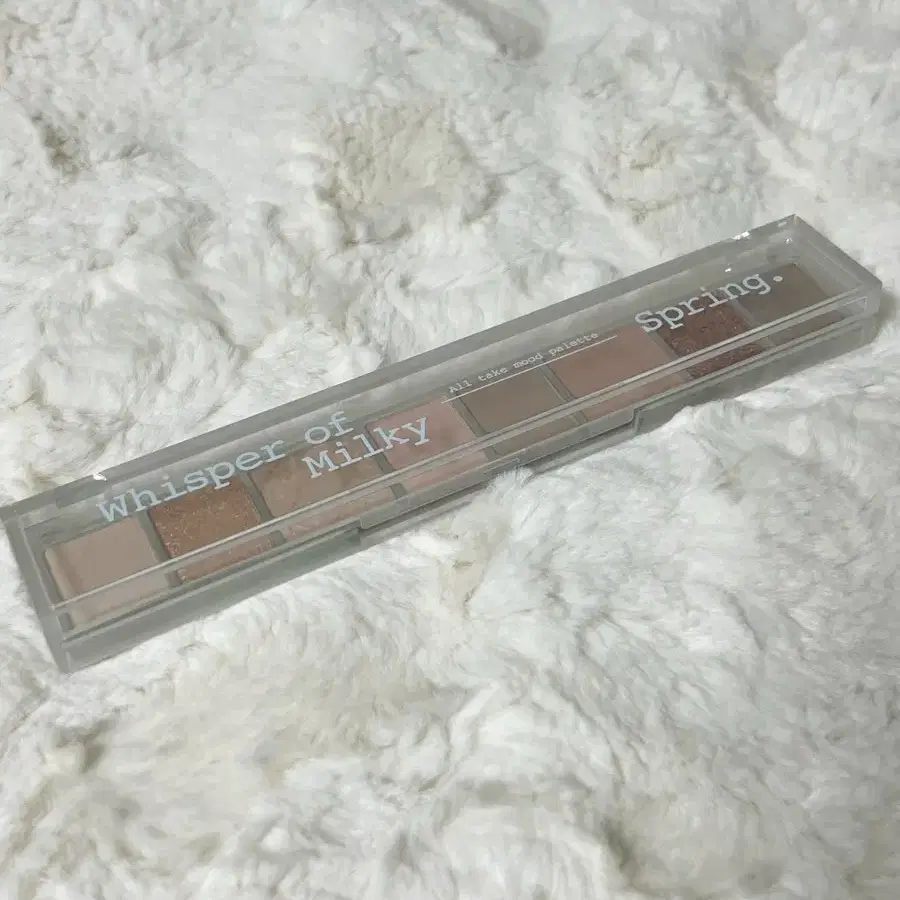 Whisper of
Milky
All take mood palette
Spring.